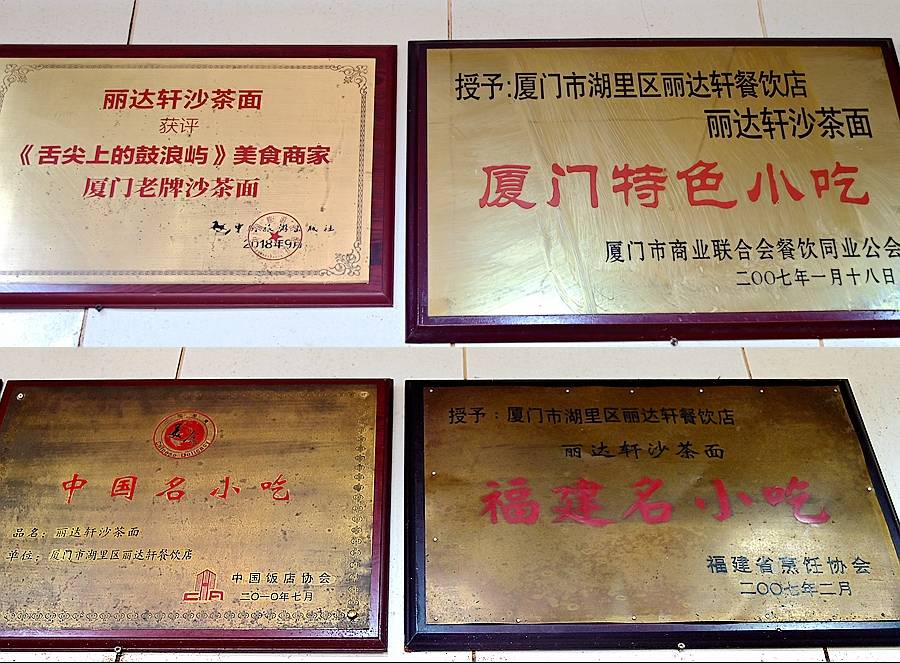 丽达轩沙茶面
获评
《舌尖上的鼓浪屿》美食商家
厦门老牌沙茶面
2018年9月
授予:厦门市湖里区丽达轩餐饮店
丽达轩沙茶面
厦门特色小吃
厦门市商业联合会餐饮同业公会
二〇〇七年一月十八日
中国名小吃
品名：丽达轩沙茶面
单位：厦门市湖里区丽达轩餐饮店
中国饭店协会
二〇一〇年七月
授予：厦门市湖里区丽达轩餐饮店
丽达轩沙茶面
福建名小吃
福建省烹饪协会
二〇〇七年二月